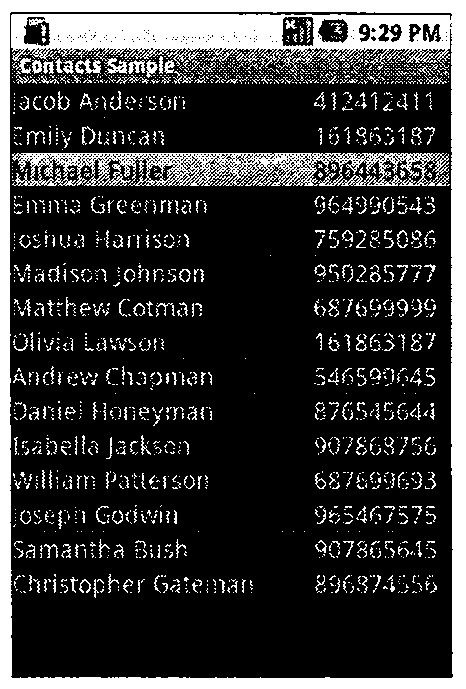 9:29 PM
Contacts Sample
Jacob Anderson 412412411
Emily Duncan 161863187
Michael Fuller 896443658
Emma Greenman 964990543
Joshua Harrison 759285086
Madison Johnson 950285777
Matthew Cotman 687699999
Olivia Lawson 161863187
Andrew Chapman 546599645
Daniel Honeyman 876545644
Isabella Jackson 907868756
William Patterson 687699693
Joseph Godwin 965467575
Samantha Bush 907865645
Christopher Gateman 896874556